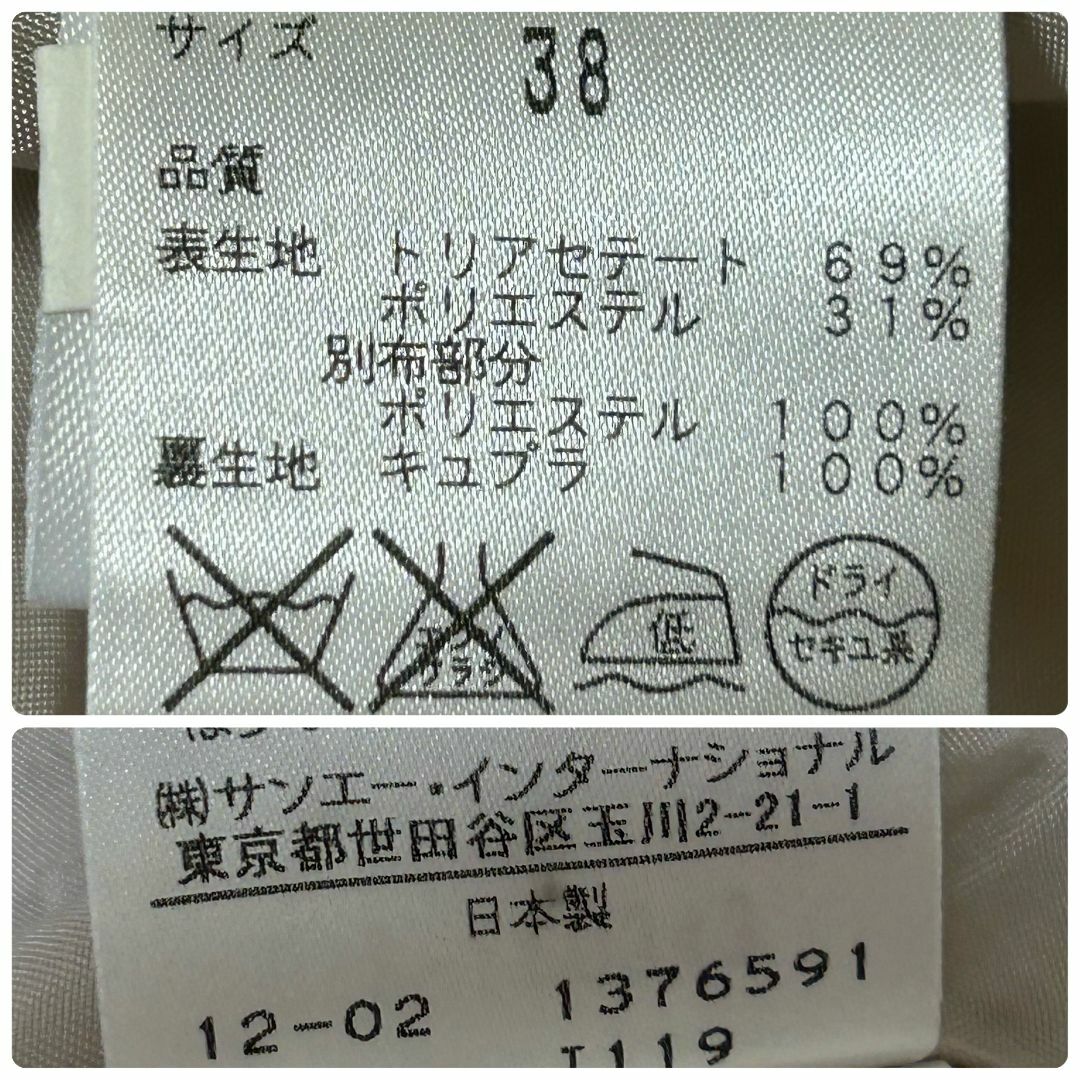 サイズ 38
品質
表生地 トリアセテート 69%
ポリエステル 31%
別布部分
ポリエステル 100%
裏生地 キュプラ 100%
低
ドライ
セキユ系
(株)サンエー・インターナショナル
東京都世田谷区玉川2-21-1
日本製
12-02 1376591
T119